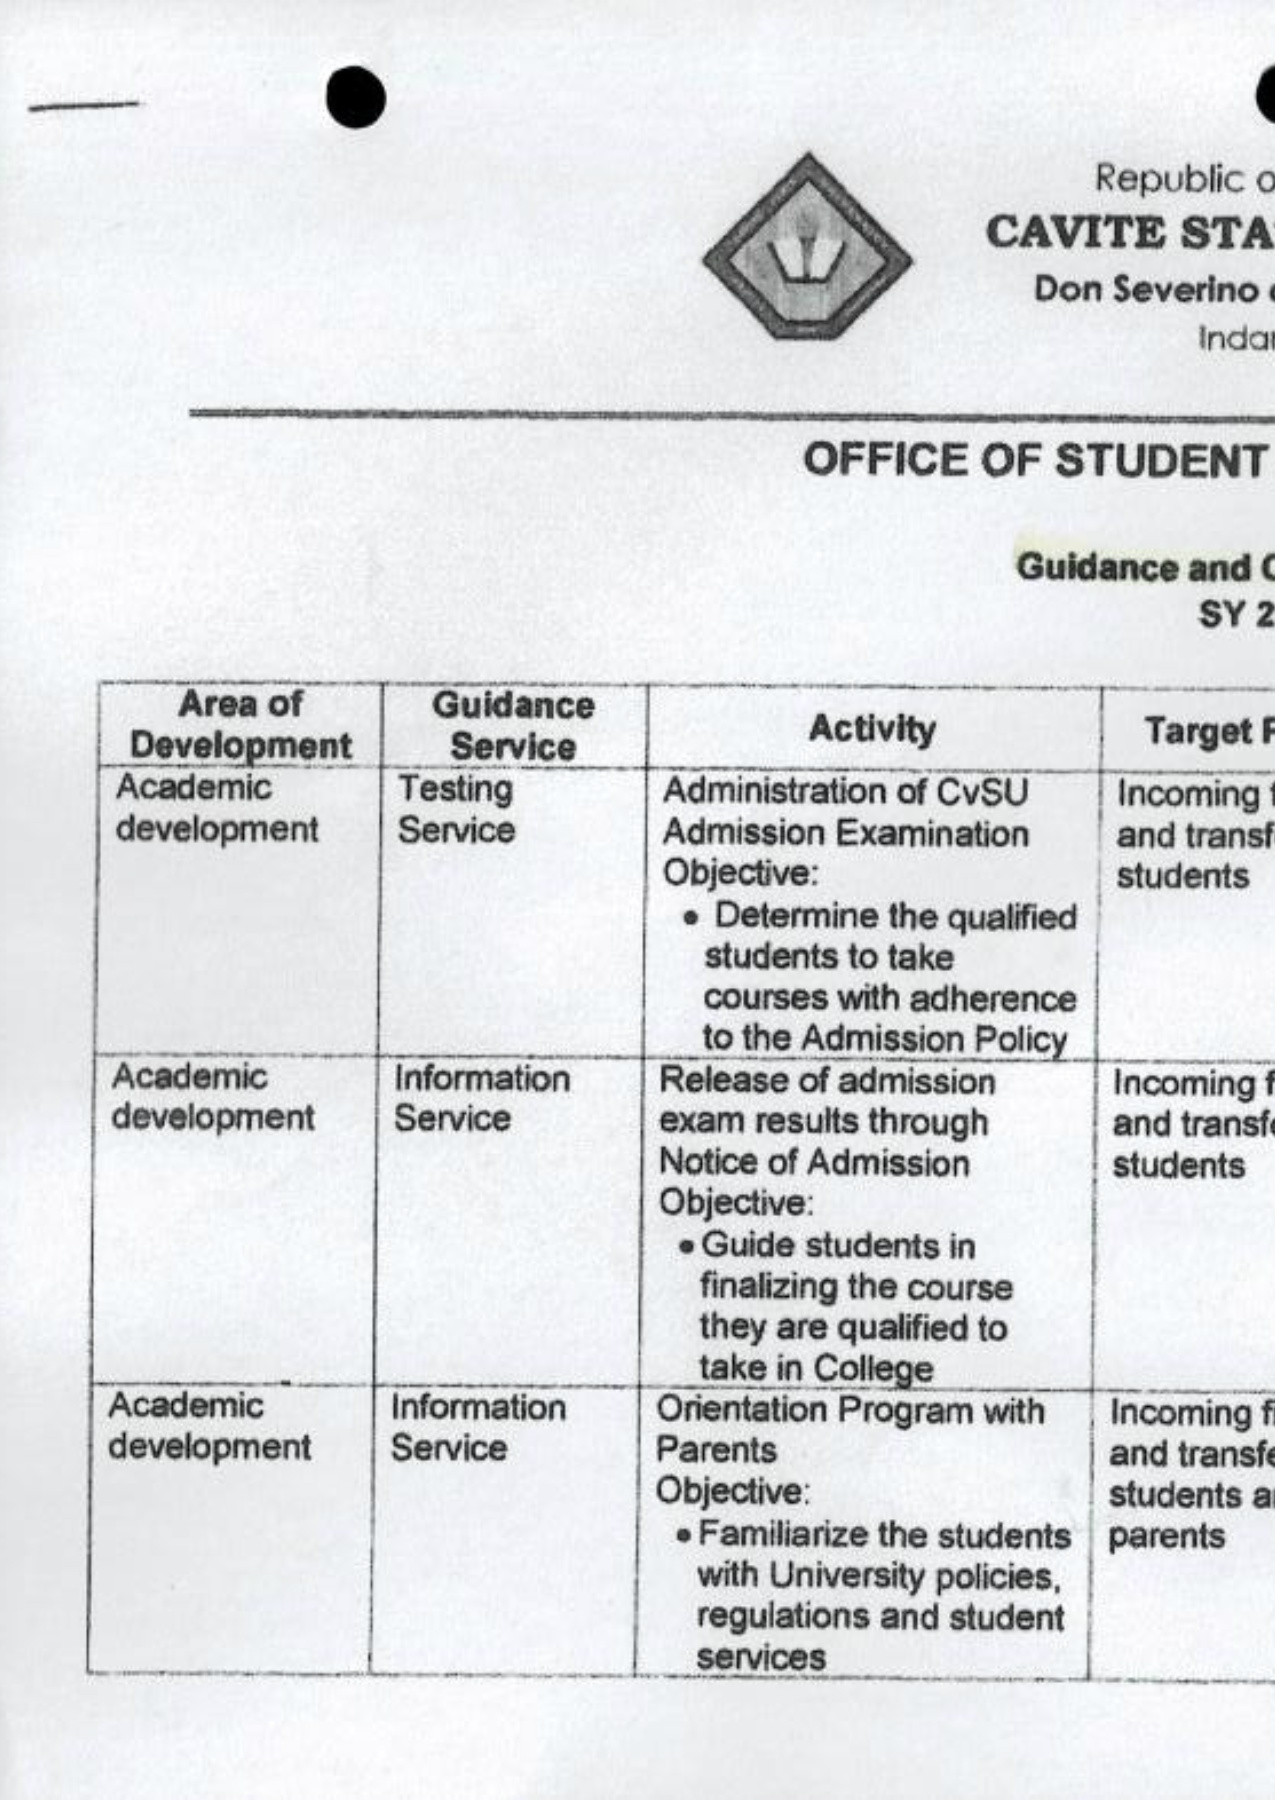 Republic o
CAVITE STA
Don Severino
Indan
OFFICE OF STUDENT
Guidance and C
SY 2
Area of
Development
Guidance
Service
Activity
Target P
Academic
development
Testing
Service
Administration of CvSU
Admission Examination
Objective:
• Determine the qualified
students to take
courses with adherence
to the Admission Policy
Incoming f
and transf
students
Academic
development
Information
Service
Release of admission
exam results through
Notice of Admission
Objective:
• Guide students in
finalizing the course
they are qualified to
take in College
Incoming f
and transfe
students
Academic
development
Information
Service
Orientation Program with
Parents
Objective:
• Familiarize the students
with University policies,
regulations and student
services
Incoming fi
and transfe
students an
parents